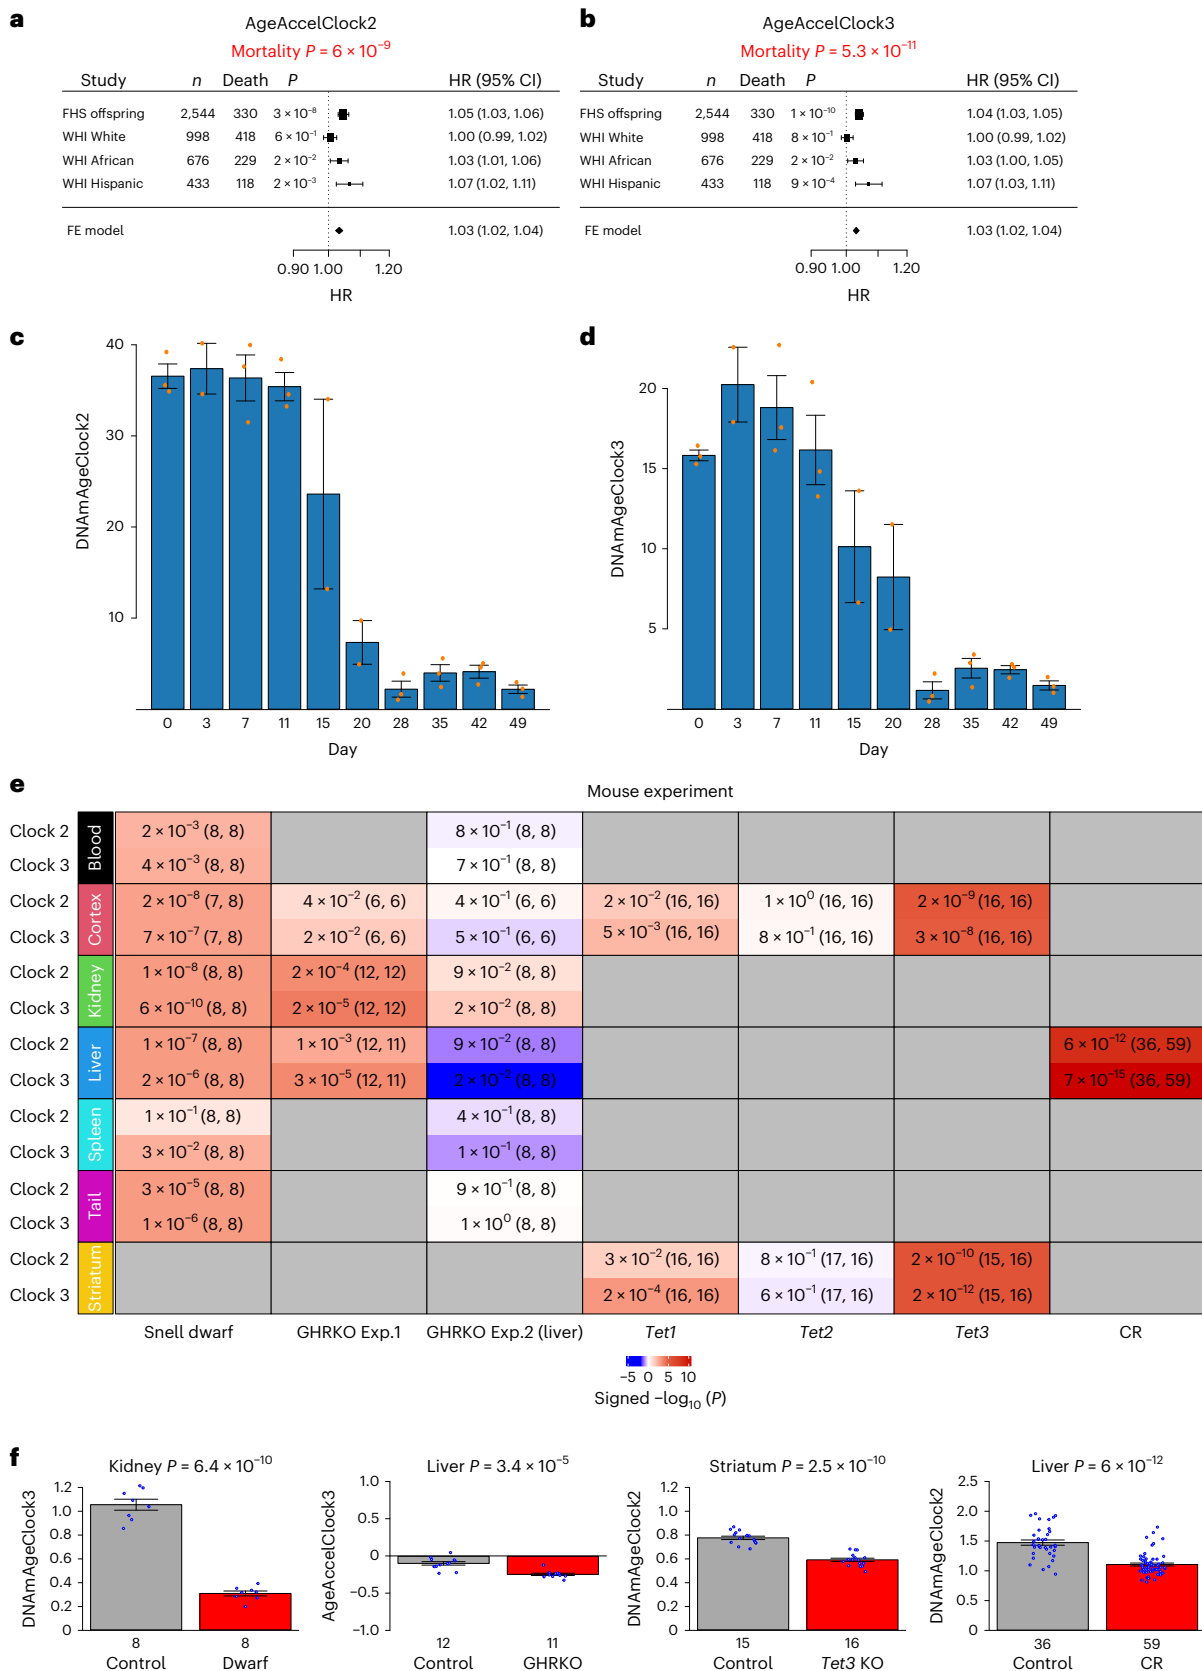 a
AgeAccelClock2
Mortality P = 6 × 10⁻⁹
Study n Death P HR (95% CI)
FHS offspring 2,544 330 3 × 10⁻⁸ 1.05 (1.03, 1.06)
WHI White 998 418 6 × 10⁻¹ 1.00 (0.99, 1.02)
WHI African 676 229 2 × 10⁻² 1.03 (1.01, 1.06)
WHI Hispanic 433 118 2 × 10⁻³ 1.07 (1.02, 1.11)
FE model 1.03 (1.02, 1.04)
0.90 1.00 1.20
HR
b
AgeAccelClock3
Mortality P = 5.3 × 10⁻¹¹
Study n Death P HR (95% CI)
FHS offspring 2,544 330 1 × 10⁻¹⁰ 1.04 (1.03, 1.05)
WHI White 998 418 8 × 10⁻¹ 1.00 (0.99, 1.02)
WHI African 676 229 2 × 10⁻² 1.03 (1.00, 1.05)
WHI Hispanic 433 118 9 × 10⁻⁴ 1.07 (1.03, 1.11)
FE model 1.03 (1.02, 1.04)
0.90 1.00 1.20
HR
c
DNAmAgeClock2
40
30
20
10
0 3 7 11 15 20 28 35 42 49
Day
d
DNAmAgeClock3
20
15
10
5
0 3 7 11 15 20 28 35 42 49
Day
e
Mouse experiment
Blood
Clock 2 2 × 10⁻³ (8, 8) 8 × 10⁻¹ (8, 8)
Clock 3 4 × 10⁻³ (8, 8) 7 × 10⁻¹ (8, 8)
Cortex
Clock 2 2 × 10⁻⁸ (7, 8) 4 × 10⁻² (6, 6) 4 × 10⁻¹ (6, 6) 2 × 10⁻² (16, 16) 1 × 10⁰ (16, 16) 2 × 10⁻⁹ (16, 16)
Clock 3 7 × 10⁻⁷ (7, 8) 2 × 10⁻² (6, 6) 5 × 10⁻¹ (6, 6) 5 × 10⁻³ (16, 16) 8 × 10⁻¹ (16, 16) 3 × 10⁻⁸ (16, 16)
Kidney
Clock 2 1 × 10⁻⁸ (8, 8) 2 × 10⁻⁴ (12, 12) 9 × 10⁻² (8, 8)
Clock 3 6 × 10⁻¹⁰ (8, 8) 2 × 10⁻⁵ (12, 12) 2 × 10⁻² (8, 8)
Liver
Clock 2 1 × 10⁻⁷ (8, 8) 1 × 10⁻³ (12, 11) 9 × 10⁻² (8, 8) 6 × 10⁻¹² (36, 59)
Clock 3 2 × 10⁻⁶ (8, 8) 3 × 10⁻⁵ (12, 11) 2 × 10⁻² (8, 8) 7 × 10⁻¹⁵ (36, 59)
Spleen
Clock 2 1 × 10⁻¹ (8, 8) 4 × 10⁻¹ (8, 8)
Clock 3 3 × 10⁻² (8, 8) 1 × 10⁻¹ (8, 8)
Tail
Clock 2 3 × 10⁻⁵ (8, 8) 9 × 10⁻¹ (8, 8)
Clock 3 1 × 10⁻⁶ (8, 8) 1 × 10⁰ (8, 8)
Striatum
Clock 2 3 × 10⁻² (16, 16) 8 × 10⁻¹ (17, 16) 2 × 10⁻¹⁰ (15, 16)
Clock 3 2 × 10⁻⁴ (16, 16) 6 × 10⁻¹ (17, 16) 2 × 10⁻¹² (15, 16)
Snell dwarf GHRKO Exp.1 GHRKO Exp.2 (liver) Tet1 Tet2 Tet3 CR
−5 0 5 10
Signed −log₁₀ (P)
f
Kidney P = 6.4 × 10⁻¹⁰
DNAmAgeClock3
1.2
1.0
0.8
0.6
0.4
0.2
0
8 8
Control Dwarf
Liver P = 3.4 × 10⁻⁵
AgeAccelClock3
1.0
0.5
0
−0.5
−1.0
12 11
Control GHRKO
Striatum P = 2.5 × 10⁻¹⁰
DNAmAgeClock2
1.2
1.0
0.8
0.6
0.4
0.2
0
15 16
Control Tet3 KO
Liver P = 6 × 10⁻¹²
DNAmAgeClock2
2.5
2.0
1.5
1.0
0.5
0
36 59
Control CR